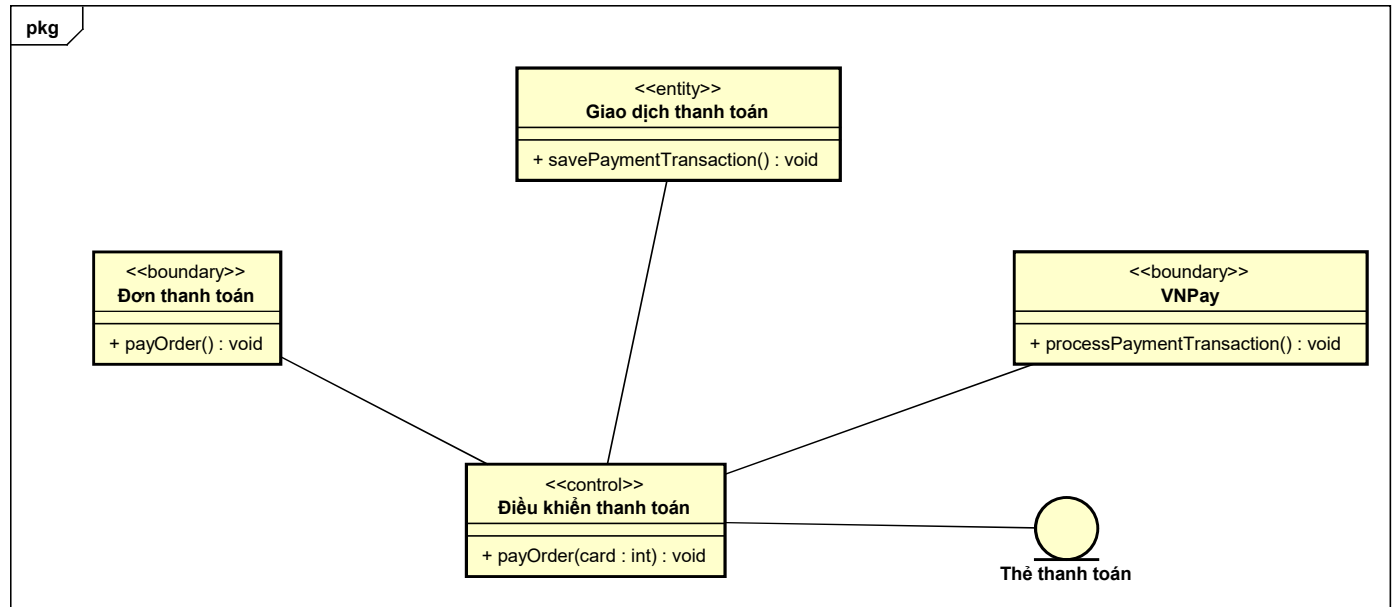 pkg
<<entity>>
Giao dịch thanh toán
+ savePaymentTransaction() : void
<<boundary>>
Đơn thanh toán
+ payOrder() : void
<<boundary>>
VNPay
+ processPaymentTransaction() : void
<<control>>
Điều khiển thanh toán
+ payOrder(card : int) : void
Thẻ thanh toán